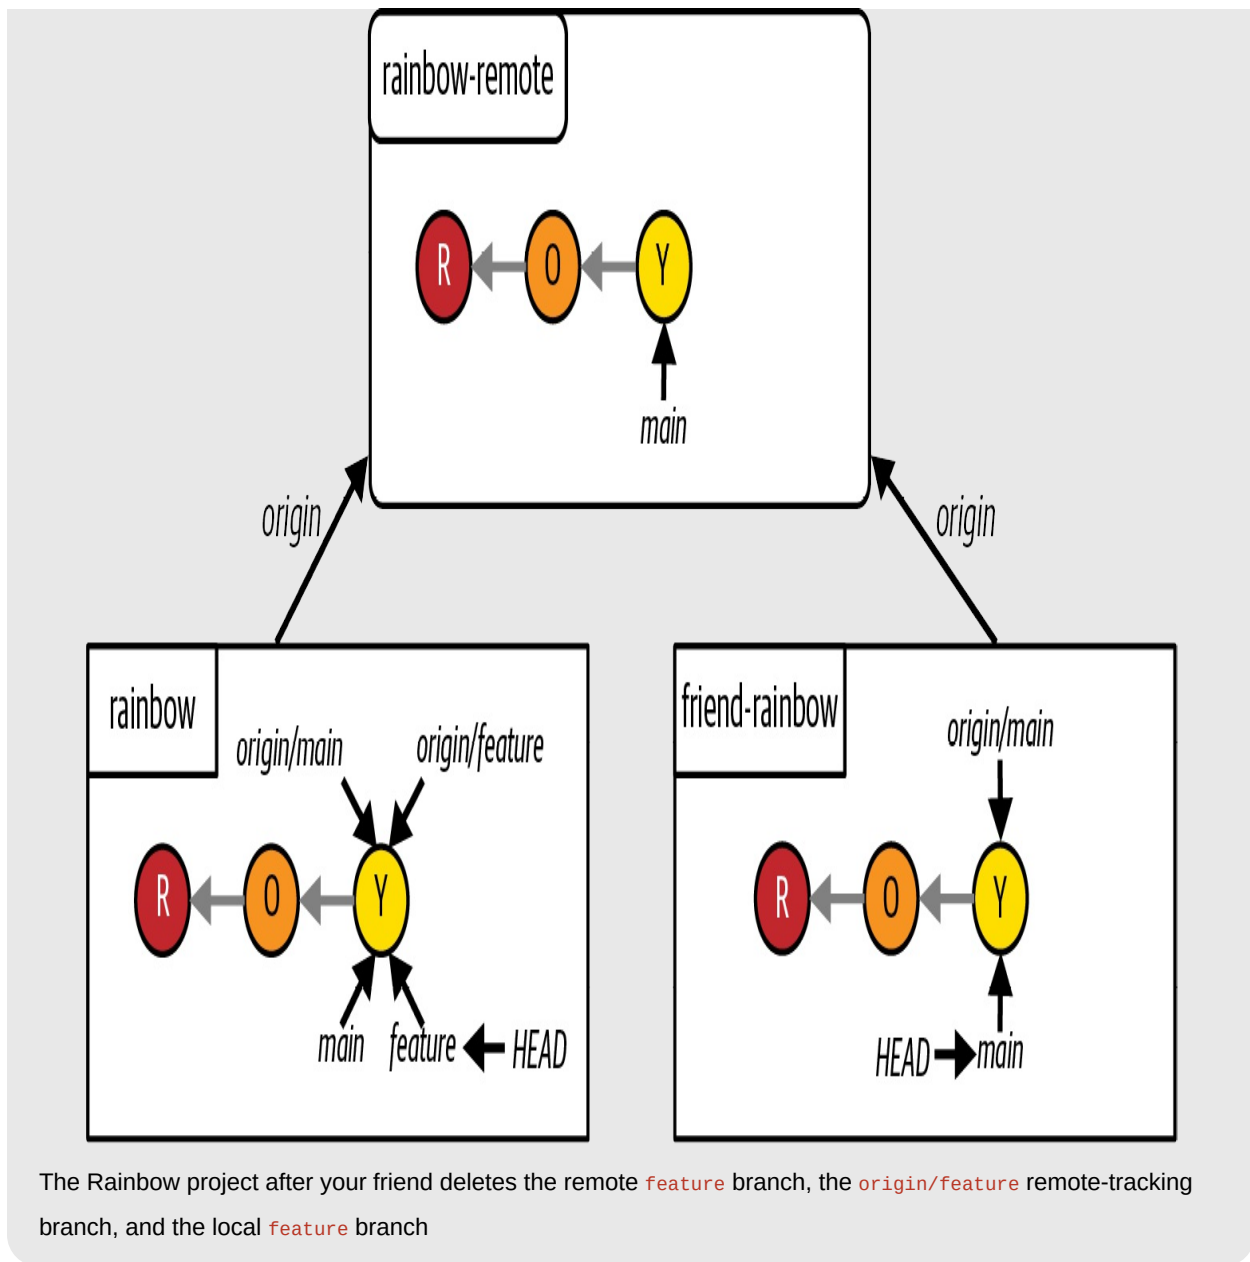 rainbow-remote
R O Y
main
origin origin
rainbow
origin/main origin/feature
R O Y
main feature HEAD
friend-rainbow
origin/main
R O Y
HEAD main
The Rainbow project after your friend deletes the remote feature branch, the origin/feature remote-tracking
branch, and the local feature branch